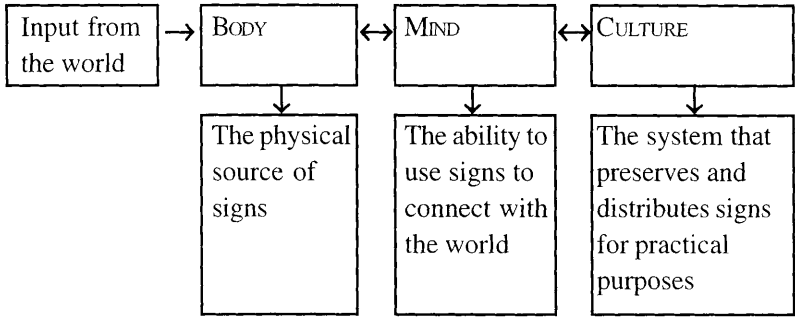 Input from
the world
BODY
MIND
CULTURE
The physical
source of
signs
The ability to
use signs to
connect with
the world
The system that
preserves and
distributes signs
for practical
purposes